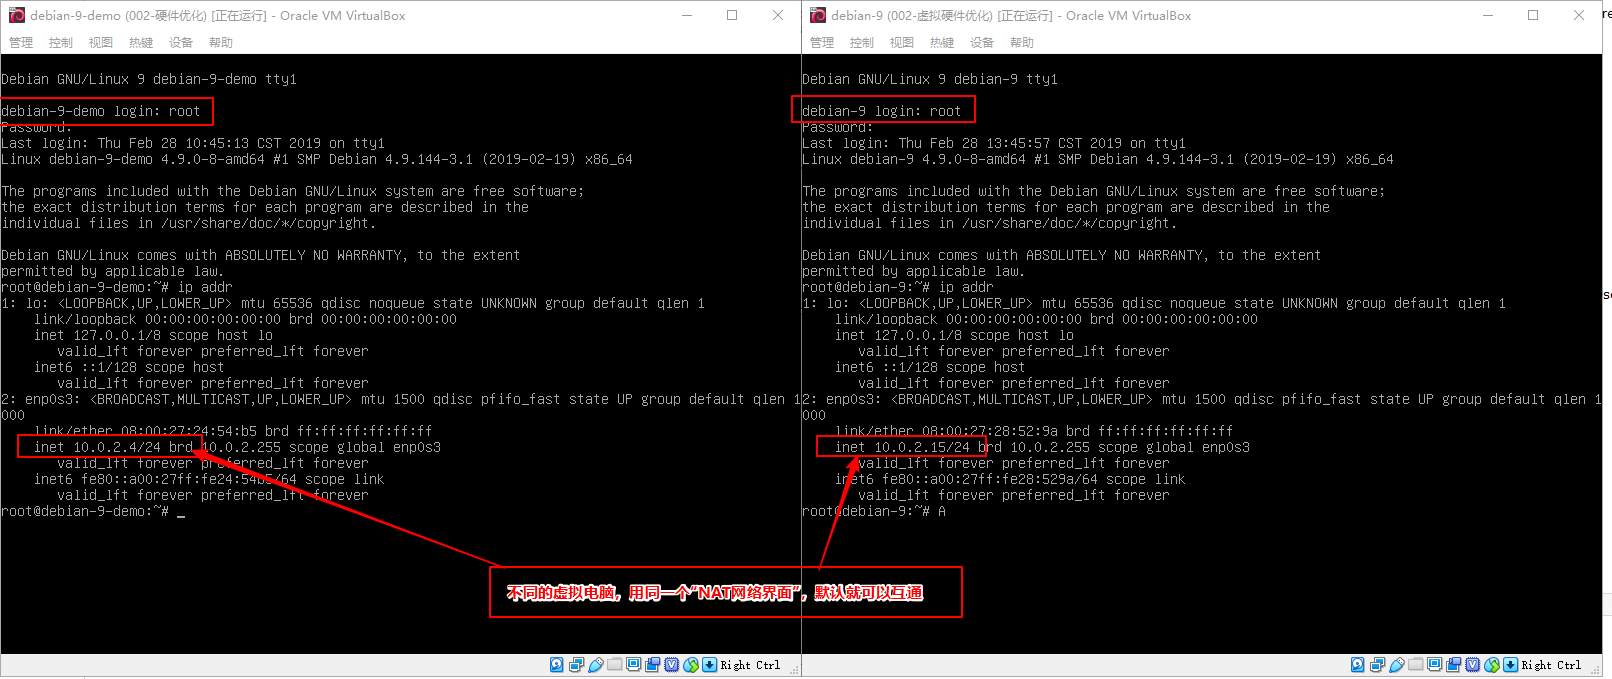 debian-9-demo (002-硬件优化) [正在运行] - Oracle VM VirtualBox
管理 控制 视图 热键 设备 帮助
Debian GNU/Linux 9 debian-9-demo tty1
debian-9-demo login: root
Password:
Last login: Thu Feb 28 10:45:13 CST 2019 on tty1
Linux debian-9-demo 4.9.0-8-amd64 #1 SMP Debian 4.9.144-3.1 (2019-02-19) x86_64
The programs included with the Debian GNU/Linux system are free software;
the exact distribution terms for each program are described in the
individual files in /usr/share/doc/*/copyright.
Debian GNU/Linux comes with ABSOLUTELY NO WARRANTY, to the extent
permitted by applicable law.
root@debian-9-demo:~# ip addr
1: lo: <LOOPBACK,UP,LOWER_UP> mtu 65536 qdisc noqueue state UNKNOWN group default qlen 1
link/loopback 00:00:00:00:00:00 brd 00:00:00:00:00:00
inet 127.0.0.1/8 scope host lo
valid_lft forever preferred_lft forever
inet6 ::1/128 scope host
valid_lft forever preferred_lft forever
2: enp0s3: <BROADCAST,MULTICAST,UP,LOWER_UP> mtu 1500 qdisc pfifo_fast state UP group default qlen 1
000
link/ether 08:00:27:24:54:b5 brd ff:ff:ff:ff:ff:ff
inet 10.0.2.4/24 brd 10.0.2.255 scope global enp0s3
valid_lft forever preferred_lft forever
inet6 fe80::a00:27ff:fe24:54b5/64 scope link
valid_lft forever preferred_lft forever
root@debian-9-demo:~# _
Right Ctrl
debian-9 (002-虚拟硬件优化) [正在运行] - Oracle VM VirtualBox
管理 控制 视图 热键 设备 帮助
Debian GNU/Linux 9 debian-9 tty1
debian-9 login: root
Password:
Last login: Thu Feb 28 13:45:57 CST 2019 on tty1
Linux debian-9 4.9.0-8-amd64 #1 SMP Debian 4.9.144-3.1 (2019-02-19) x86_64
The programs included with the Debian GNU/Linux system are free software;
the exact distribution terms for each program are described in the
individual files in /usr/share/doc/*/copyright.
Debian GNU/Linux comes with ABSOLUTELY NO WARRANTY, to the extent
permitted by applicable law.
root@debian-9:~# ip addr
1: lo: <LOOPBACK,UP,LOWER_UP> mtu 65536 qdisc noqueue state UNKNOWN group default qlen 1
link/loopback 00:00:00:00:00:00 brd 00:00:00:00:00:00
inet 127.0.0.1/8 scope host lo
valid_lft forever preferred_lft forever
inet6 ::1/128 scope host
valid_lft forever preferred_lft forever
2: enp0s3: <BROADCAST,MULTICAST,UP,LOWER_UP> mtu 1500 qdisc pfifo_fast state UP group default qlen 1
000
link/ether 08:00:27:28:52:9a brd ff:ff:ff:ff:ff:ff
inet 10.0.2.15/24 brd 10.0.2.255 scope global enp0s3
valid_lft forever preferred_lft forever
inet6 fe80::a00:27ff:fe28:529a/64 scope link
valid_lft forever preferred_lft forever
root@debian-9:~# A
Right Ctrl
不同的虚拟电脑，用同一个“NAT网络界面”，默认就可以互通